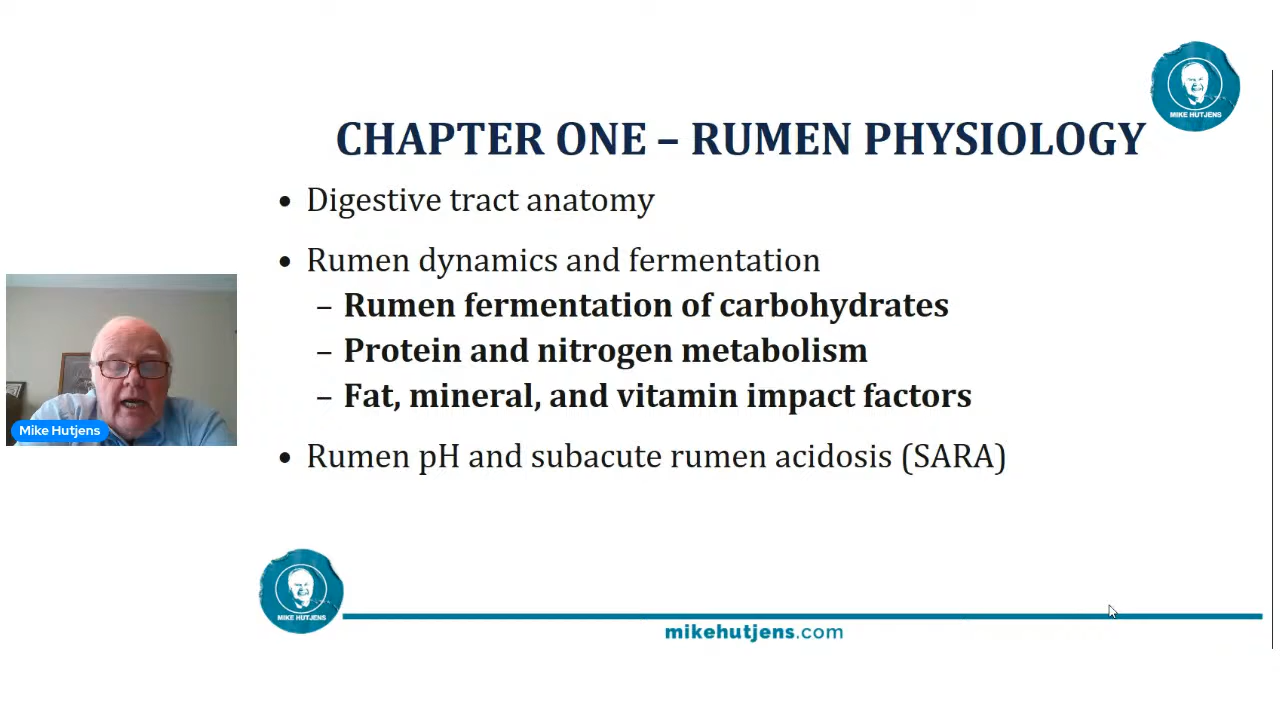 MIKE HUTJENS
CHAPTER ONE – RUMEN PHYSIOLOGY
• Digestive tract anatomy
• Rumen dynamics and fermentation
– Rumen fermentation of carbohydrates
– Protein and nitrogen metabolism
– Fat, mineral, and vitamin impact factors
• Rumen pH and subacute rumen acidosis (SARA)
Mike Hutjens
MIKE HUTJENS
mikehutjens.com